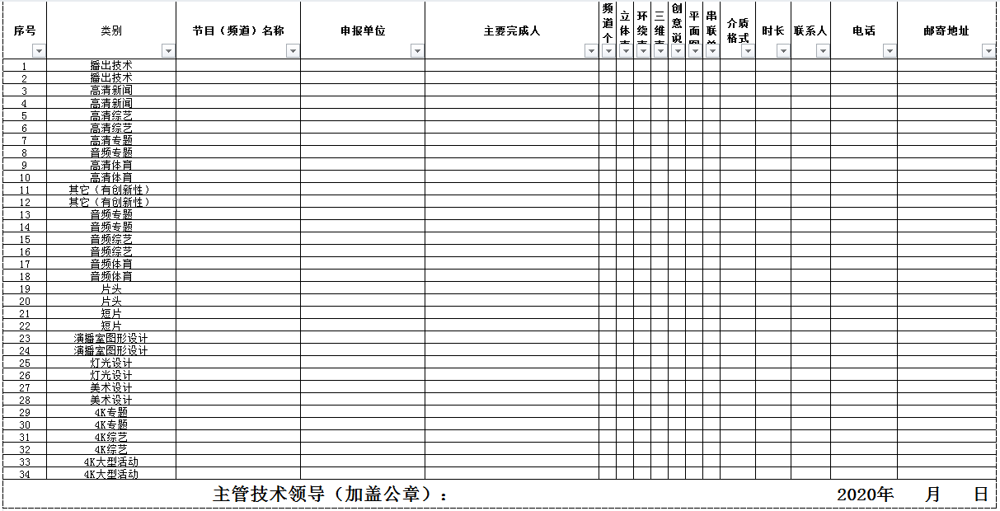 序号 类别 节目（频道）名称 申报单位 主要完成人 频道个 立体 环绕 三维 创意说 平面 串联 介质格式 时长 联系人 电话 邮寄地址
1 播出技术
2 播出技术
3 高清新闻
4 高清新闻
5 高清综艺
6 高清综艺
7 高清专题
8 音频专题
9 高清体育
10 高清体育
11 其它（有创新性）
12 其它（有创新性）
13 音频专题
14 音频专题
15 音频综艺
16 音频综艺
17 音频体育
18 音频体育
19 片头
20 片头
21 短片
22 短片
23 演播室图形设计
24 演播室图形设计
25 灯光设计
26 灯光设计
27 美术设计
28 美术设计
29 4K专题
30 4K专题
31 4K综艺
32 4K综艺
33 4K大型活动
34 4K大型活动
主管技术领导（加盖公章）： 2020年 月 日